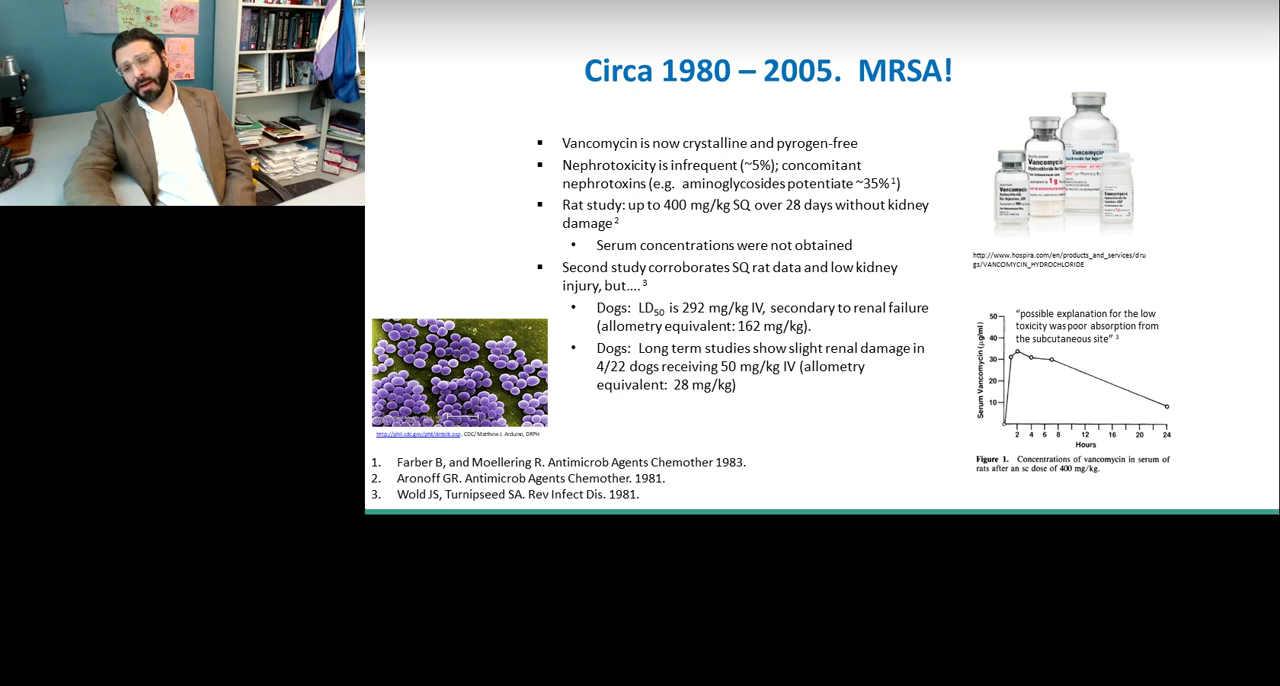 Circa 1980 – 2005.  MRSA!
▪ Vancomycin is now crystalline and pyrogen-free
▪ Nephrotoxicity is infrequent (~5%); concomitant
nephrotoxins (e.g.  aminoglycosides potentiate ~35%¹)
▪ Rat study: up to 400 mg/kg SQ over 28 days without kidney
damage ²
• Serum concentrations were not obtained
▪ Second study corroborates SQ rat data and low kidney
injury, but…. ³
• Dogs:  LD₅₀ is 292 mg/kg IV, secondary to renal failure
(allometry equivalent: 162 mg/kg).
• Dogs:  Long term studies show slight renal damage in
4/22 dogs receiving 50 mg/kg IV (allometry
equivalent:  28 mg/kg)
Vancomycin
1 g
http://www.hospira.com/en/products_and_services/dru
gs/VANCOMYCIN_HYDROCHLORIDE
"possible explanation for the low
toxicity was poor absorption from
the subcutaneous site" ³
Serum Vancomycin (µg/ml)
50
40
30
20
10
2 4 6 8 12 16 20 24
Hours
Figure 1.   Concentrations of vancomycin in serum of
rats after an sc dose of 400 mg/kg.
http://phil.cdc.gov/phil/details.asp , CDC/ Matthew J. Arduino, DRPH
1. Farber B, and Moellering R. Antimicrob Agents Chemother 1983.
2. Aronoff GR. Antimicrob Agents Chemother. 1981.
3. Wold JS, Turnipseed SA. Rev Infect Dis. 1981.